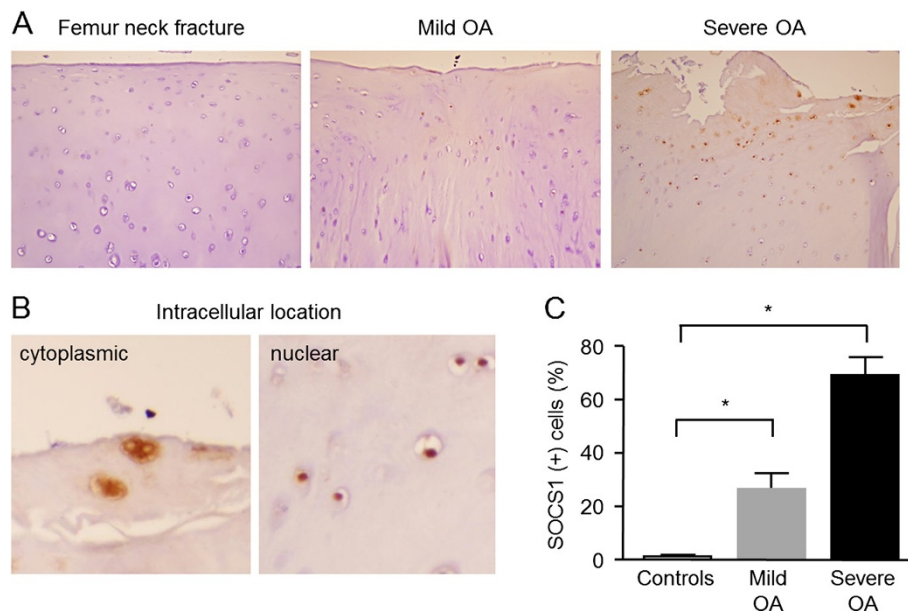 A
Femur neck fracture
Mild OA
Severe OA
B
Intracellular location
cytoplasmic
nuclear
C
*
*
SOCS1 (+) cells (%)
80
60
40
20
0
Controls
Mild
OA
Severe
OA